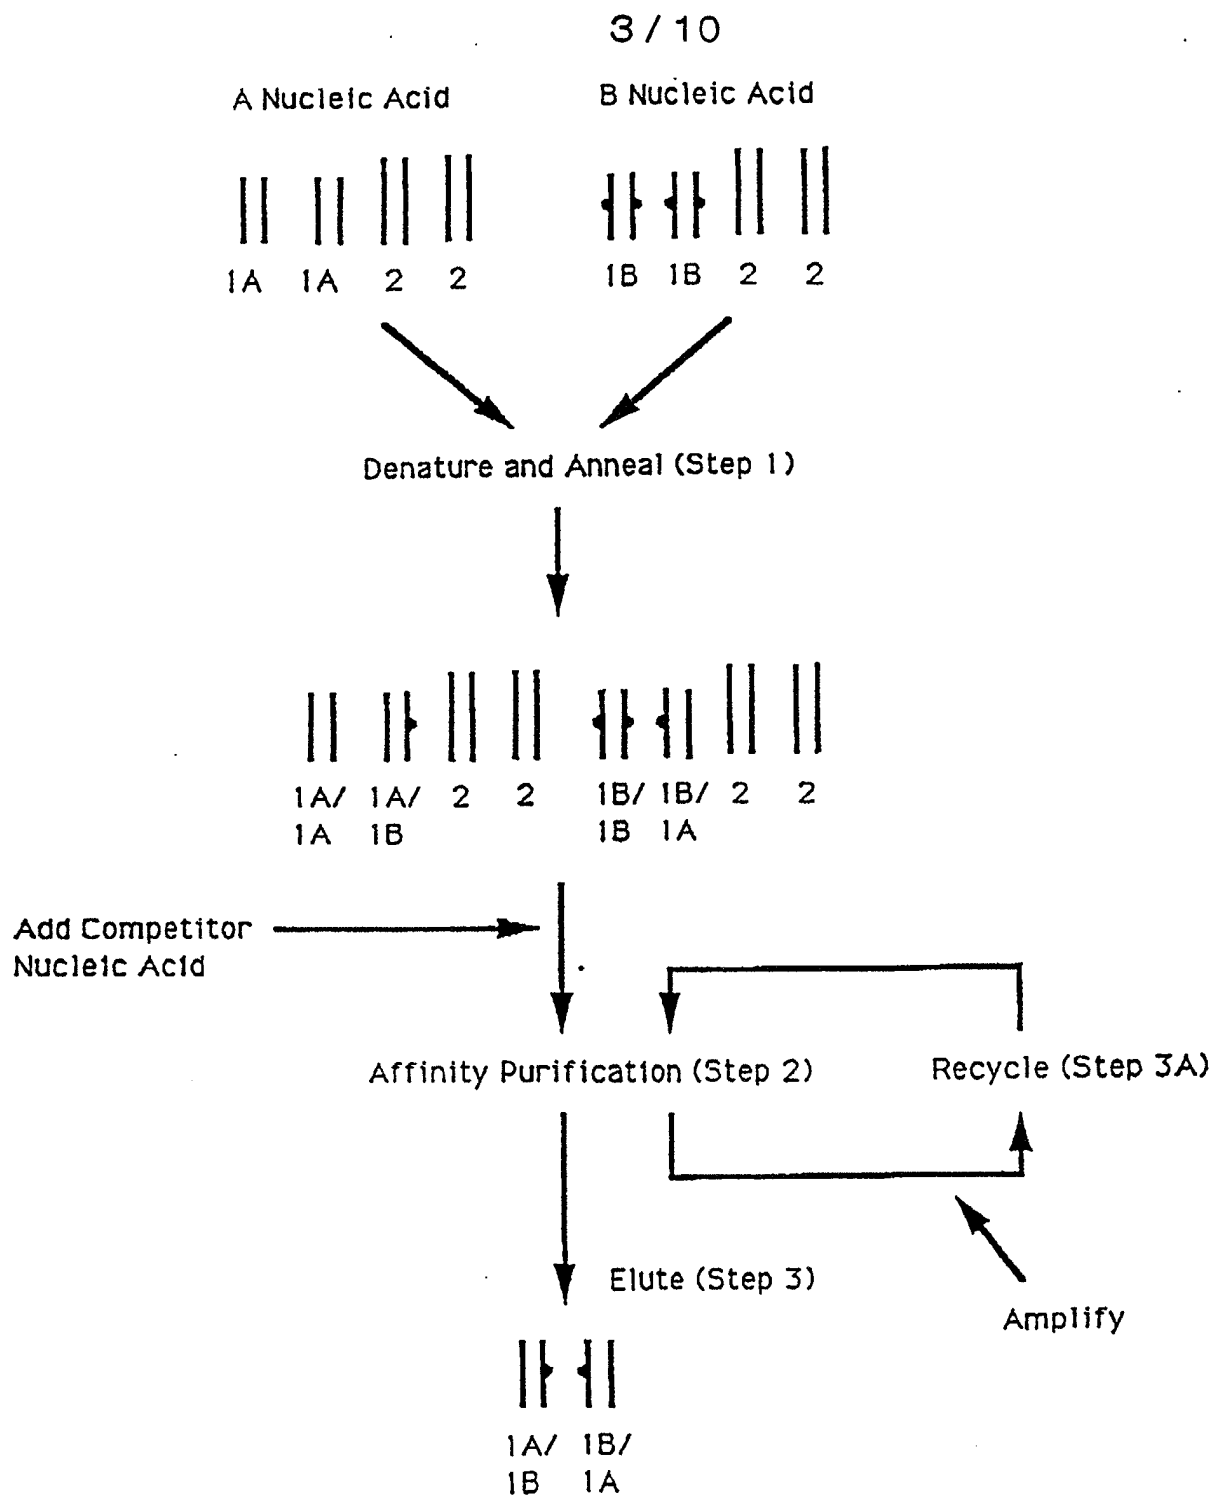 3/10
A Nucleic Acid
B Nucleic Acid
1A 1A 2 2
1B 1B 2 2
Denature and Anneal (Step 1)
1A/ 1A/ 2 2 1B/ 1B/ 2 2
1A 1B 1B 1A
Add Competitor
Nucleic Acid
Affinity Purification (Step 2)
Recycle (Step 3A)
Elute (Step 3)
Amplify
1A/ 1B/
1B 1A